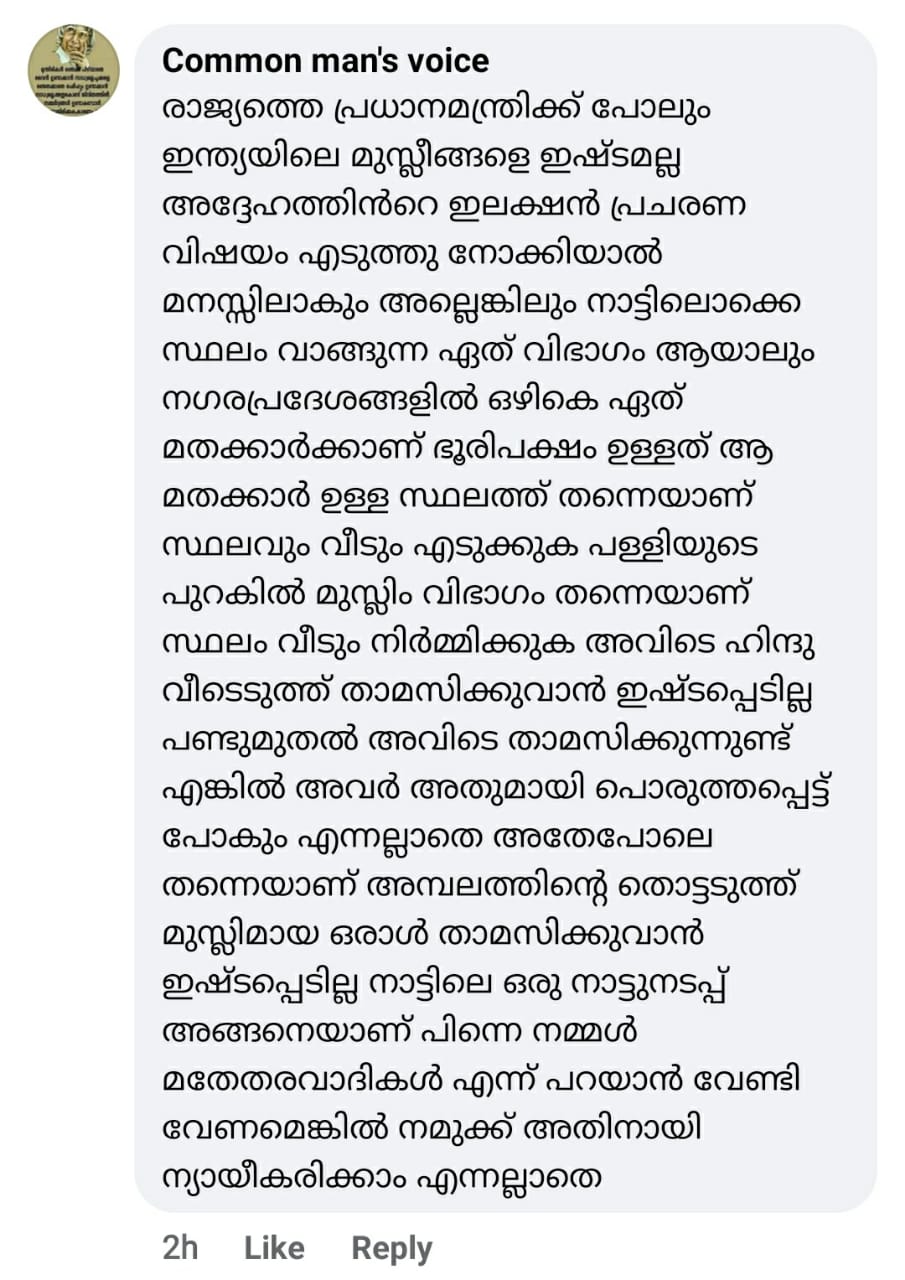 Common man's voice
രാജ്യത്തെ പ്രധാനമന്ത്രിക്ക് പോലും
ഇന്ത്യയിലെ മുസ്ലീങ്ങളെ ഇഷ്ടമല്ല
അദ്ദേഹത്തിൻറെ ഇലക്ഷൻ പ്രചരണ
വിഷയം എടുത്തു നോക്കിയാൽ
മനസ്സിലാകും അല്ലെങ്കിലും നാട്ടിലൊക്കെ
സ്ഥലം വാങ്ങുന്ന ഏത് വിഭാഗം ആയാലും
നഗരപ്രദേശങ്ങളിൽ ഒഴികെ ഏത്
മതക്കാർക്കാണ് ഭൂരിപക്ഷം ഉള്ളത് ആ
മതക്കാർ ഉള്ള സ്ഥലത്ത് തന്നെയാണ്
സ്ഥലവും വീടും എടുക്കുക പള്ളിയുടെ
പുറകിൽ മുസ്ലിം വിഭാഗം തന്നെയാണ്
സ്ഥലം വീടും നിർമ്മിക്കുക അവിടെ ഹിന്ദു
വീടെടുത്ത് താമസിക്കുവാൻ ഇഷ്ടപ്പെടില്ല
പണ്ടുമുതൽ അവിടെ താമസിക്കുന്നുണ്ട്
എങ്കിൽ അവർ അതുമായി പൊരുത്തപ്പെട്ട്
പോകും എന്നല്ലാതെ അതേപോലെ
തന്നെയാണ് അമ്പലത്തിന്റെ തൊട്ടടുത്ത്
മുസ്ലിമായ ഒരാൾ താമസിക്കുവാൻ
ഇഷ്ടപ്പെടില്ല നാട്ടിലെ ഒരു നാട്ടുനടപ്പ്
അങ്ങനെയാണ് പിന്നെ നമ്മൾ
മതേതരവാദികൾ എന്ന് പറയാൻ വേണ്ടി
വേണമെങ്കിൽ നമുക്ക് അതിനായി
ന്യായീകരിക്കാം എന്നല്ലാതെ
2h Like Reply